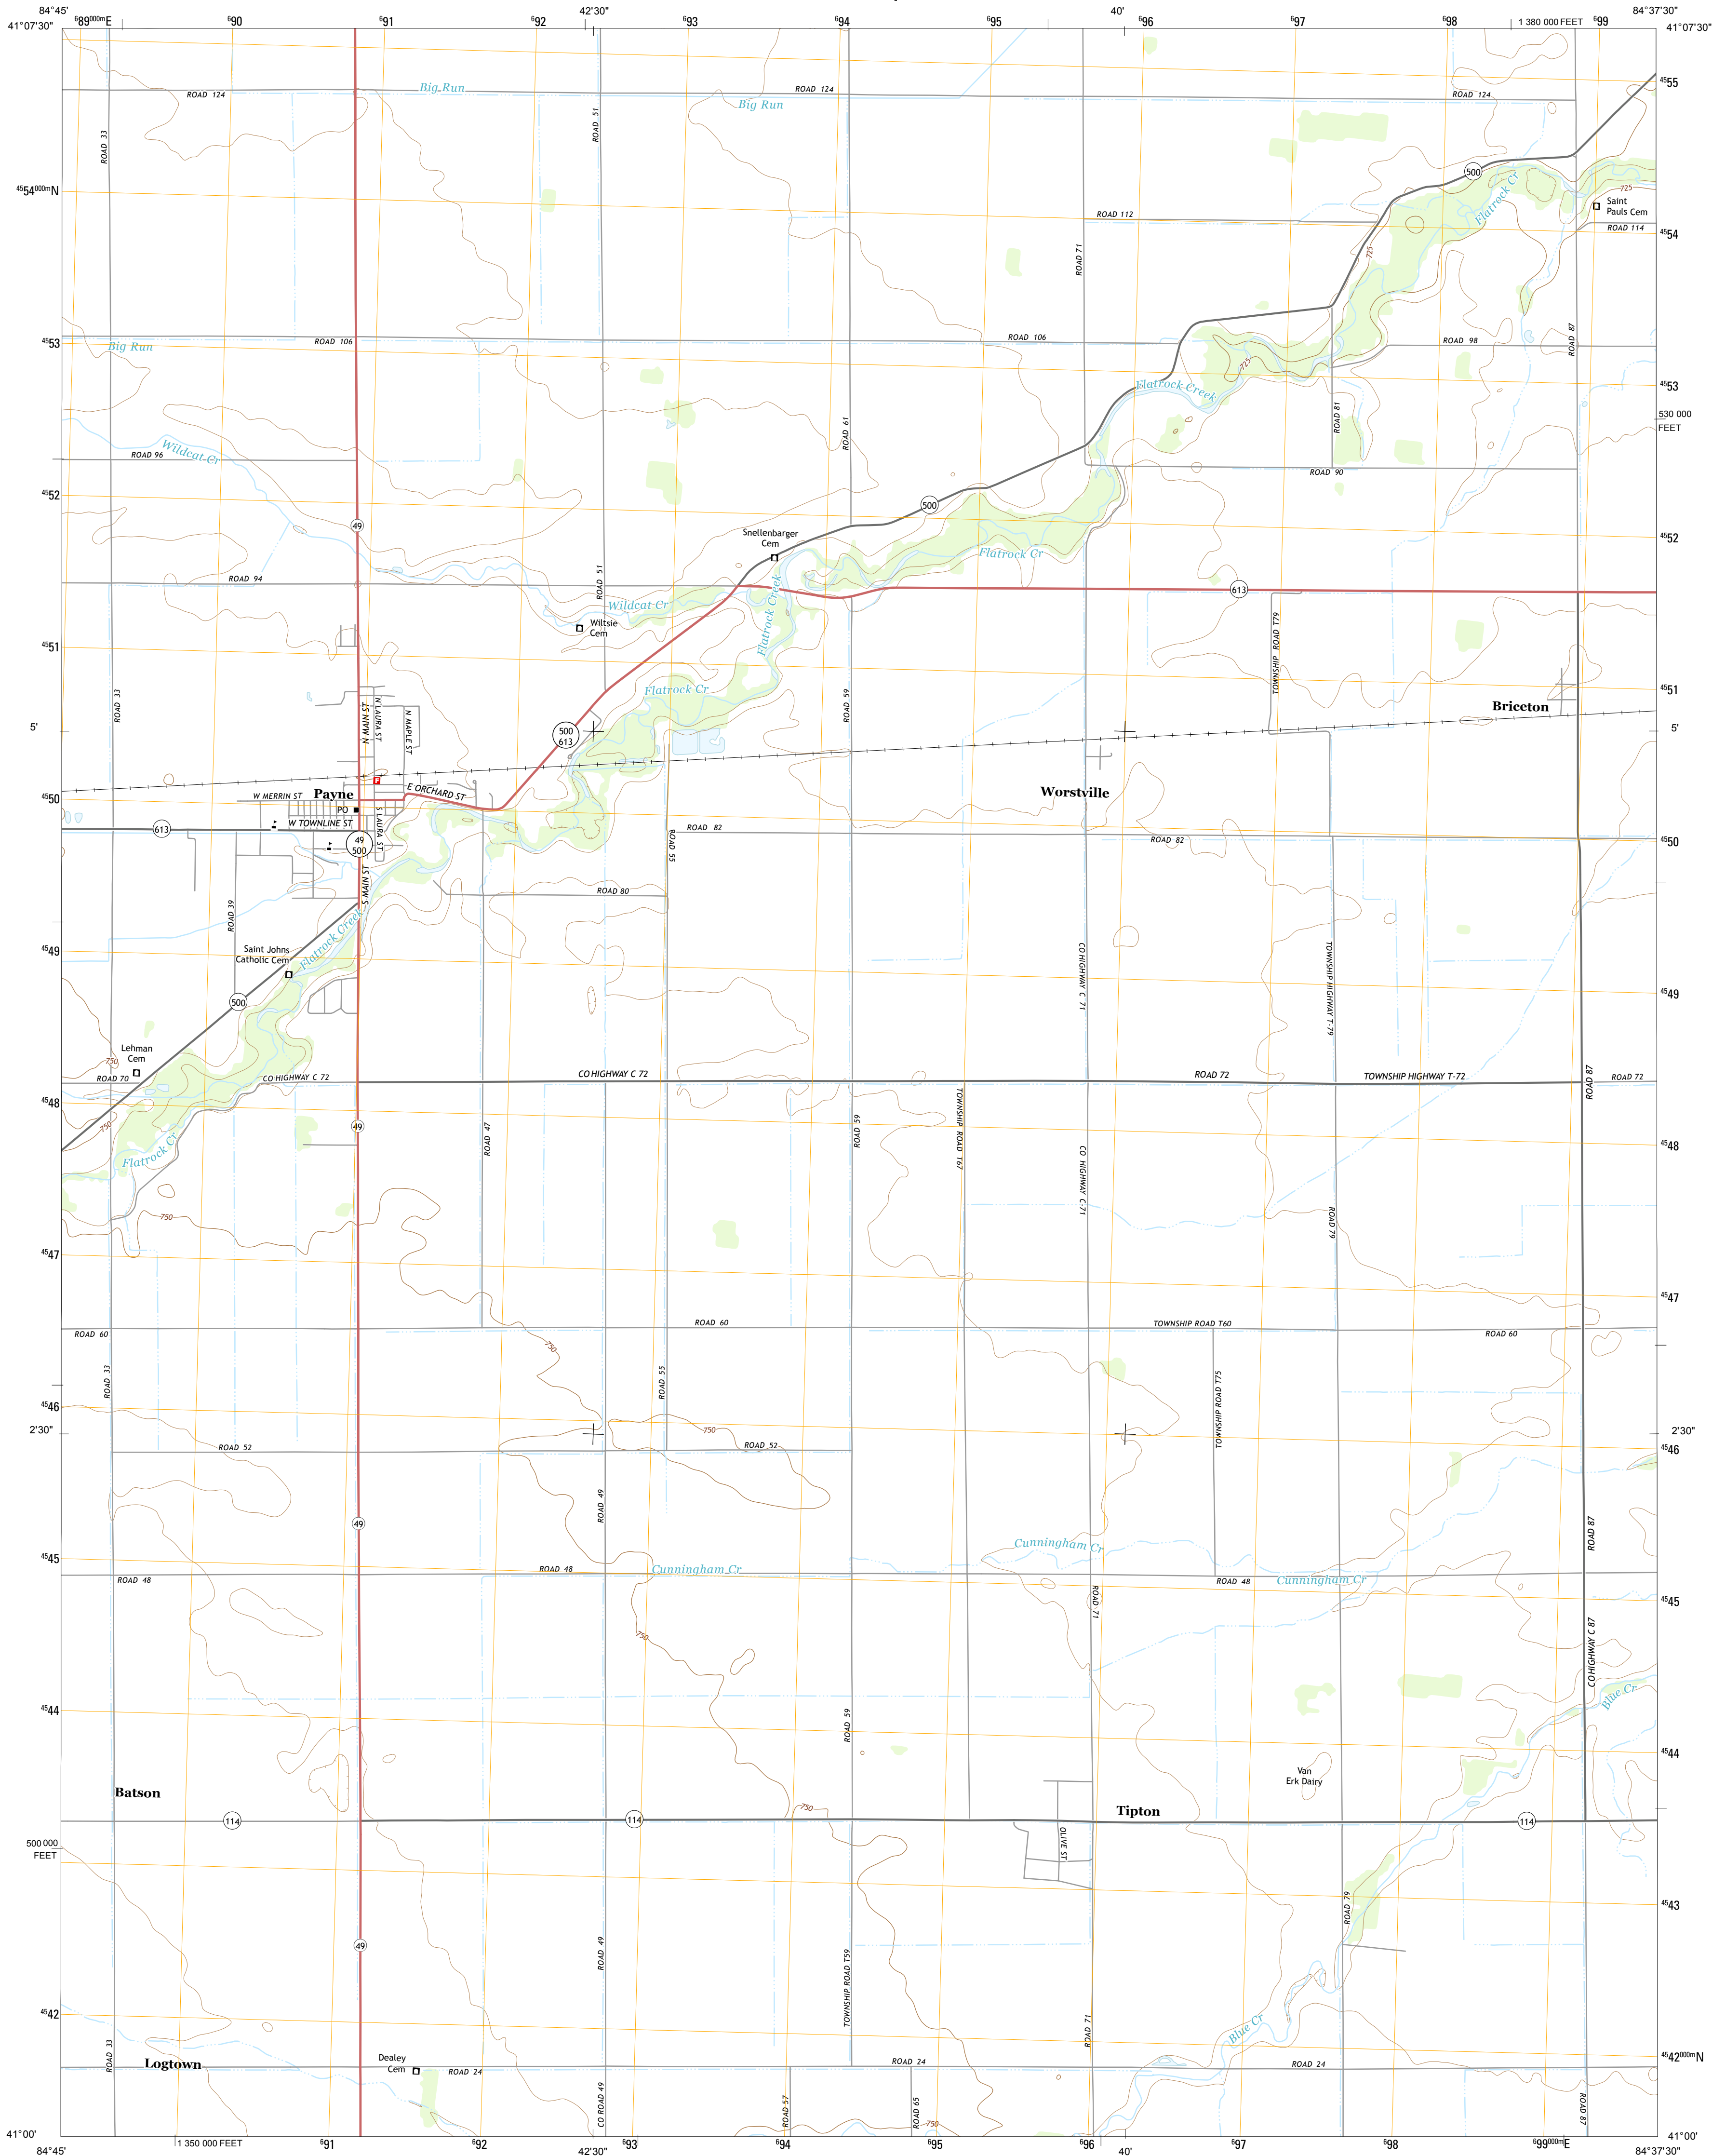 84°45'
⁶89⁰⁰⁰ᵐE
⁶90
⁶91
⁶92
42'30"
⁶93
⁶94
⁶95
40'
⁶96
⁶97
⁶98
1 380 000 FEET
⁶99
84°37'30"
41°07'30"
41°07'30"
ROAD 124
Big Run
Big Run
ROAD 124
ROAD 124
⁴⁵55
ROAD 33
ROAD 51
500
Flatrock Cr
725
Saint
Pauls Cem
⁴⁵54⁰⁰⁰ᵐN
ROAD 112
ROAD 114
⁴⁵54
ROAD 71
725
Big Run
ROAD 106
ROAD 106
ROAD 98
ROAD 87
⁴⁵53
725
Flatrock Creek
⁴⁵53
530 000
FEET
ROAD 61
ROAD 81
Wildcat Cr
ROAD 96
ROAD 90
⁴⁵52
500
49
Snellenbarger
Cem
Flatrock Cr
⁴⁵52
ROAD 94
ROAD 51
Flatrock Creek
613
Wildcat Cr
Wiltsie
Cem
⁴⁵51
TOWNSHIP ROAD T79
ROAD 33
N MAIN ST
N LAURA ST
N MAPLE ST
Flatrock Cr
ROAD 59
⁴⁵51
Briceton
5'
500
613
5'
F
E ORCHARD ST
W MERRIN ST
Payne
Worstville
⁴⁵50
PO
W TOWNLINE ST
S LAURA ST
613
49
500
ROAD 82
ROAD 55
ROAD 82
⁴⁵50
S MAIN ST
ROAD 80
ROAD 39
Flatrock Creek
Saint Johns
Catholic Cem
⁴⁵49
CO HIGHWAY C 71
TOWNSHIP HIGHWAY T-79
⁴⁵49
500
Lehman
Cem
750
ROAD 70
CO HIGHWAY C 72
CO HIGHWAY C 72
ROAD 72
TOWNSHIP HIGHWAY T-72
ROAD 72
ROAD 87
⁴⁵48
750
49
ROAD 47
ROAD 59
TOWNSHIP ROAD T67
CO HIGHWAY C-71
⁴⁵48
Flatrock Cr
750
ROAD 79
⁴⁵47
⁴⁵47
ROAD 60
ROAD 60
TOWNSHIP ROAD T60
ROAD 60
750
ROAD 33
ROAD 55
TOWNSHIP ROAD T75
⁴⁵46
2'30"
750
2'30"
ROAD 52
ROAD 52
⁴⁵46
ROAD 49
49
ROAD 87
Cunningham Cr
⁴⁵45
ROAD 48
ROAD 48
Cunningham Cr
ROAD 48
Cunningham Cr
⁴⁵45
ROAD 71
750
CO HIGHWAY C 87
Blue Cr
⁴⁵44
ROAD 59
⁴⁵44
Van
Erk Dairy
Batson
750
Tipton
114
114
114
500 000
FEET
OLIVE ST
ROAD 79
⁴⁵43
49
ROAD 49
TOWNSHIP ROAD T59
⁴⁵42
Blue Cr
ROAD 71
ROAD 33
Logtown
Dealey
Cem
ROAD 24
ROAD 24
ROAD 24
⁴⁵42⁰⁰⁰ᵐN
CO ROAD 49
ROAD 57
ROAD 65
750
ROAD 87
41°00'
41°00'
84°45'
1 350 000 FEET
⁶91
⁶92
42'30"
⁶93
⁶94
⁶95
⁶96
40'
⁶97
⁶98
⁶99⁰⁰⁰ᵐE
84°37'30"